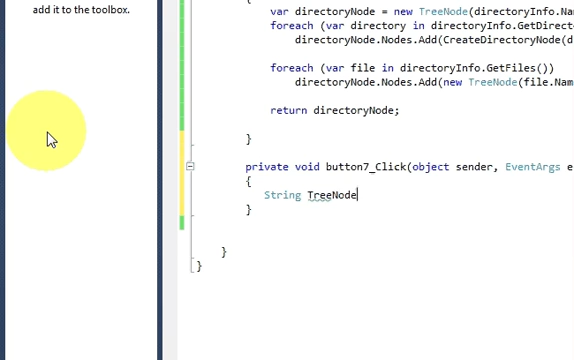 add it to the toolbox.
{
var directoryNode = new TreeNode(directoryInfo.Na
foreach (var directory in directoryInfo.GetDirect
directoryNode.Nodes.Add(CreateDirectoryNode(d
foreach (var file in directoryInfo.GetFiles())
directoryNode.Nodes.Add(new TreeNode(file.Nam
return directoryNode;
}
private void button7_Click(object sender, EventArgs e
{
String TreeNode
}
}
}